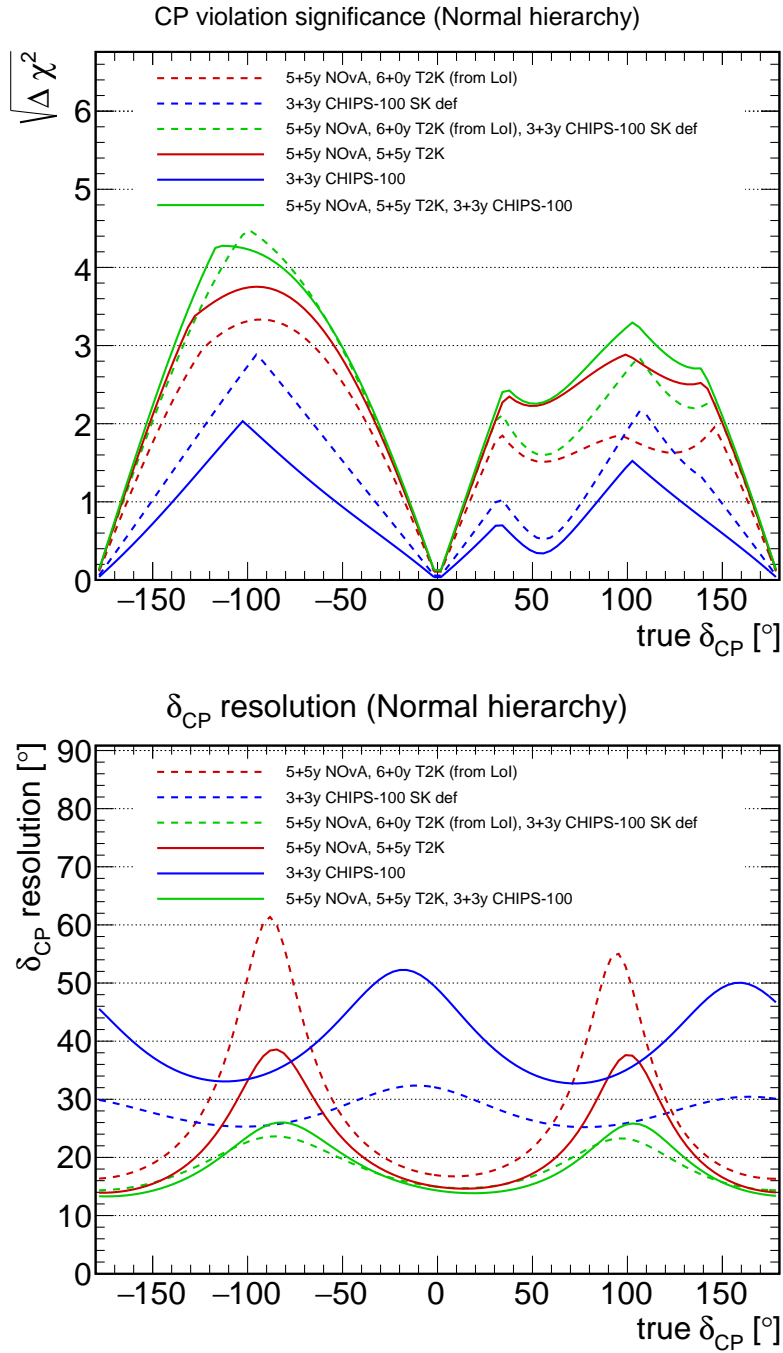 CP violation significance (Normal hierarchy)
√Δ χ²
5+5y NOvA, 6+0y T2K (from LoI)
3+3y CHIPS-100 SK def
5+5y NOvA, 6+0y T2K (from LoI), 3+3y CHIPS-100 SK def
5+5y NOvA, 5+5y T2K
3+3y CHIPS-100
5+5y NOvA, 5+5y T2K, 3+3y CHIPS-100
6
5
4
3
2
1
0
−150 −100 −50 0 50 100 150
true δCP [°]
δCP resolution (Normal hierarchy)
δCP resolution [°]
5+5y NOvA, 6+0y T2K (from LoI)
3+3y CHIPS-100 SK def
5+5y NOvA, 6+0y T2K (from LoI), 3+3y CHIPS-100 SK def
5+5y NOvA, 5+5y T2K
3+3y CHIPS-100
5+5y NOvA, 5+5y T2K, 3+3y CHIPS-100
90
80
70
60
50
40
30
20
10
0
−150 −100 −50 0 50 100 150
true δCP [°]